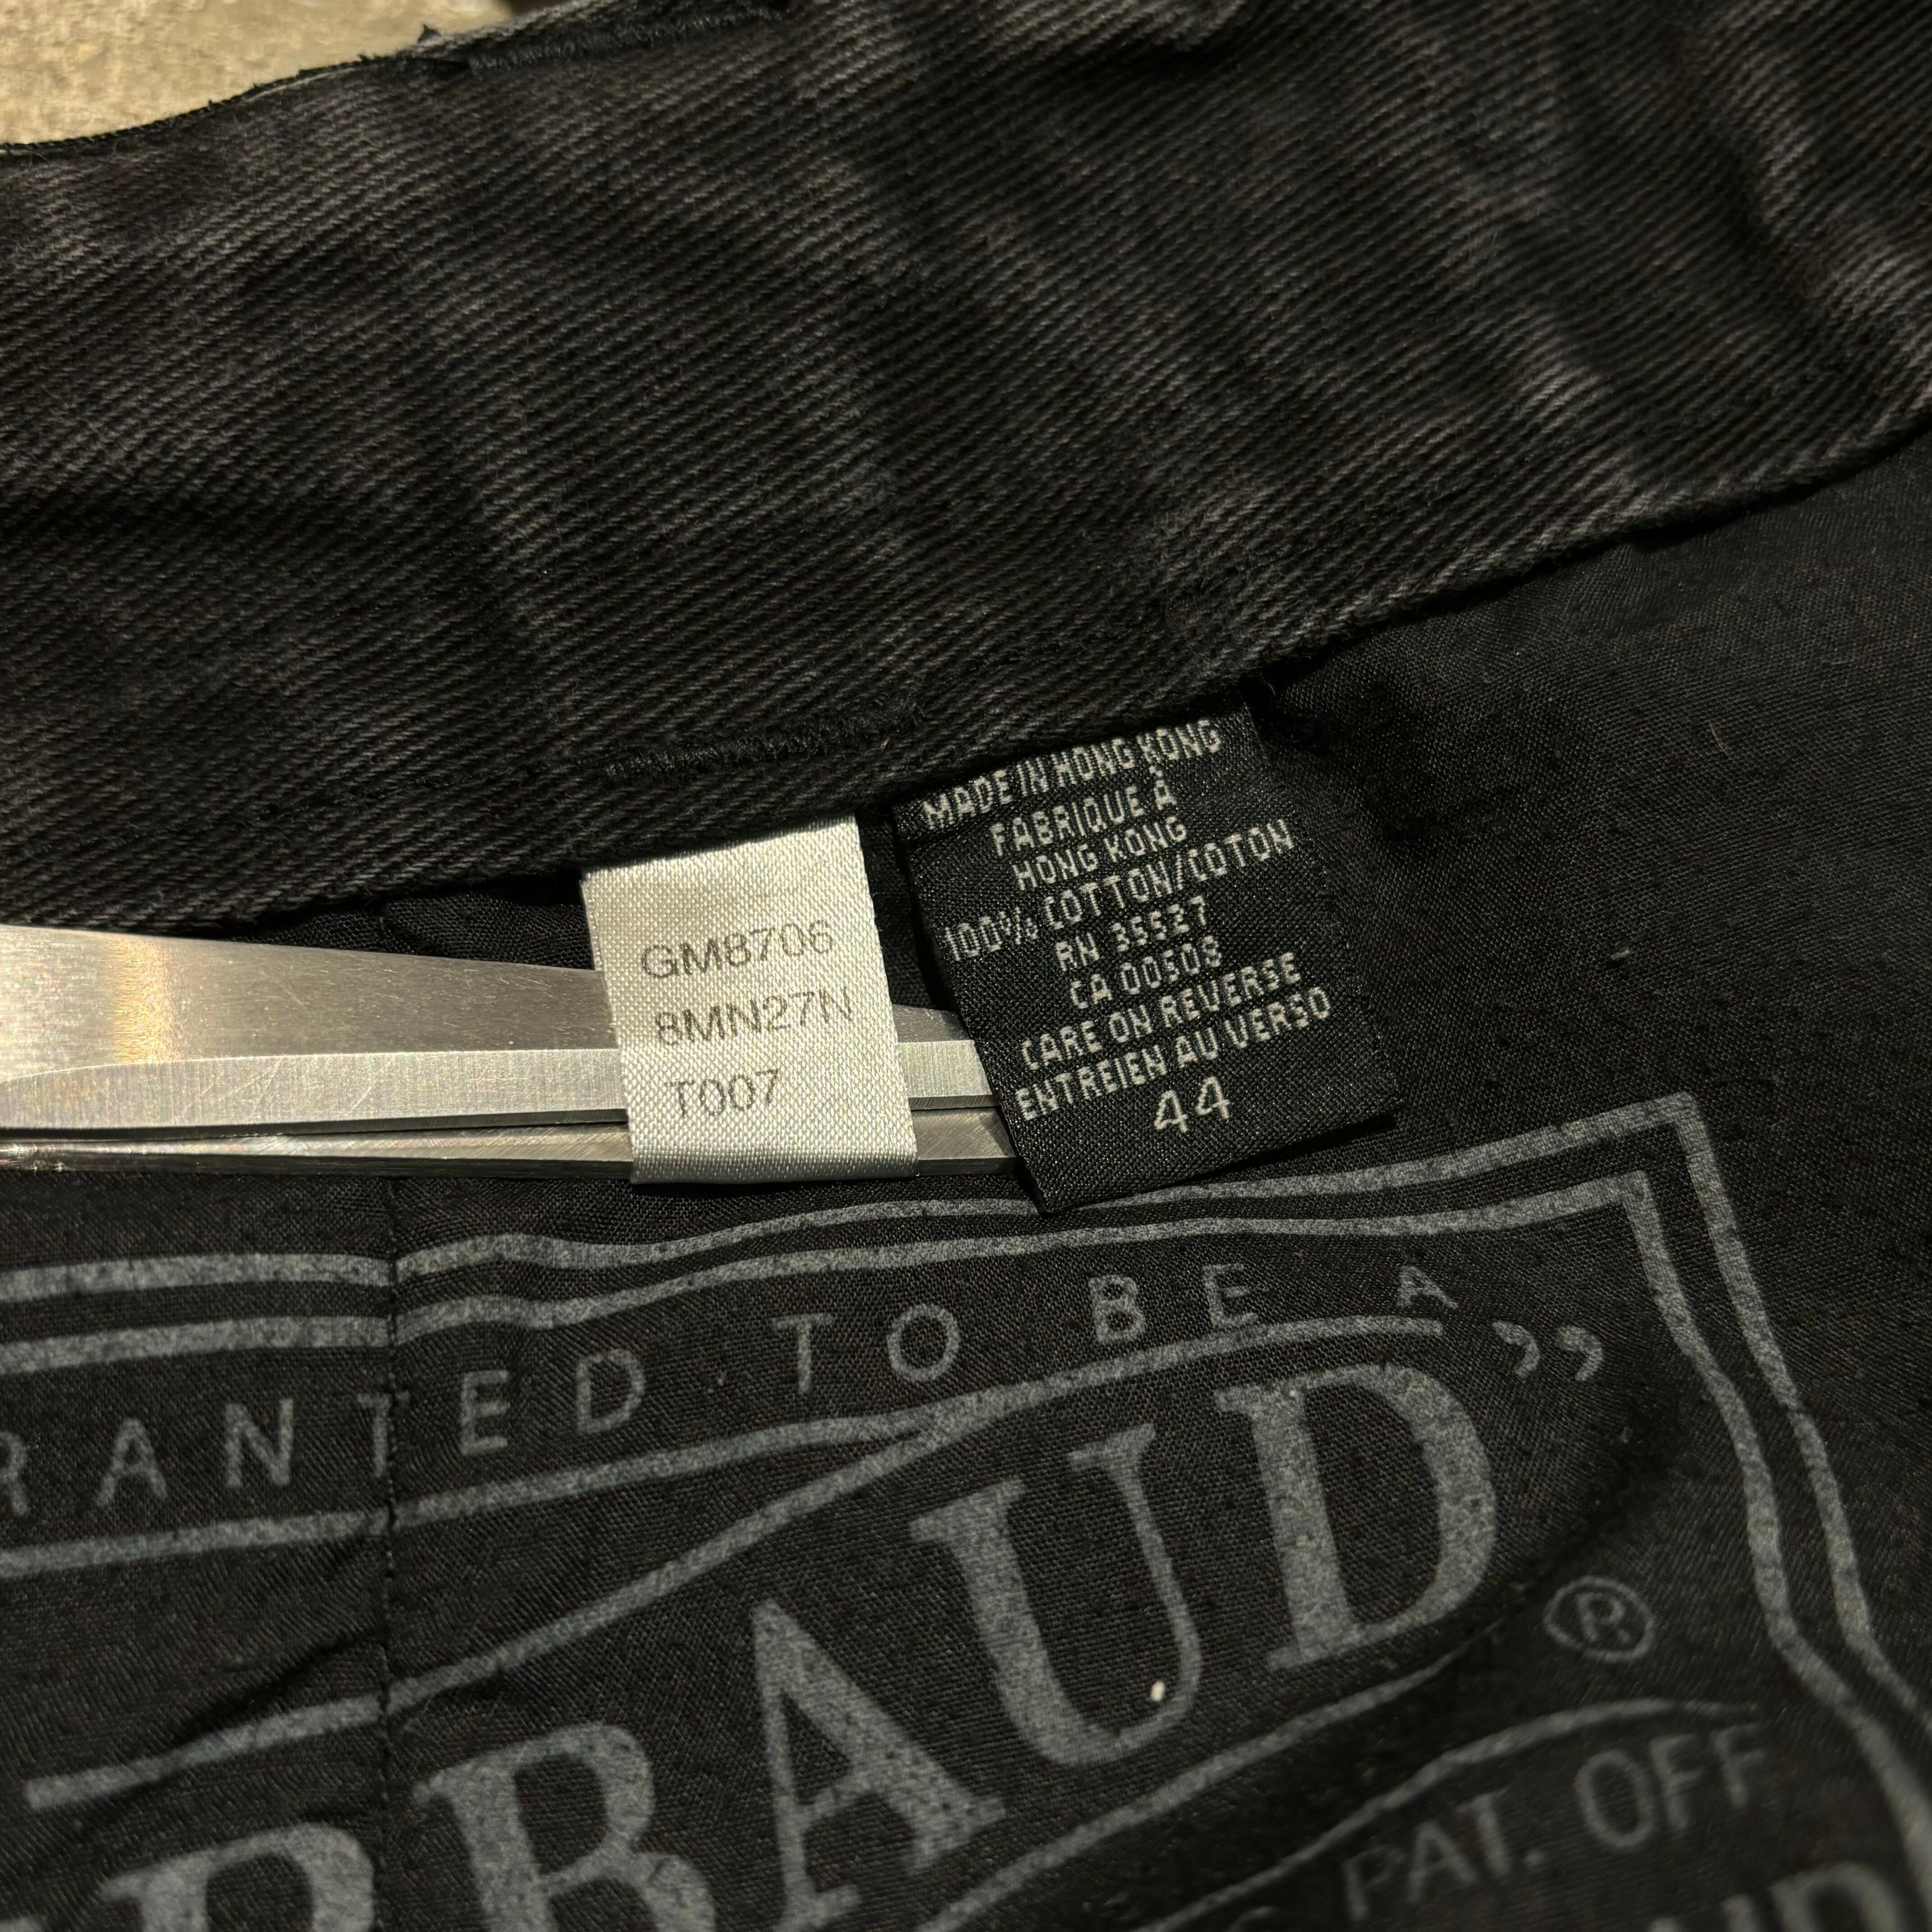 GM8706
8MN27N
T007
MADE IN HONG KONG
FABRIQUE À
HONG KONG
100% COTTON/COTON
RN 35527
CA 00508
CARE ON REVERSE
ENTREIEN AU VERSO
44
RANTED TO BE A
RBAUD”
®
PAT. OFF